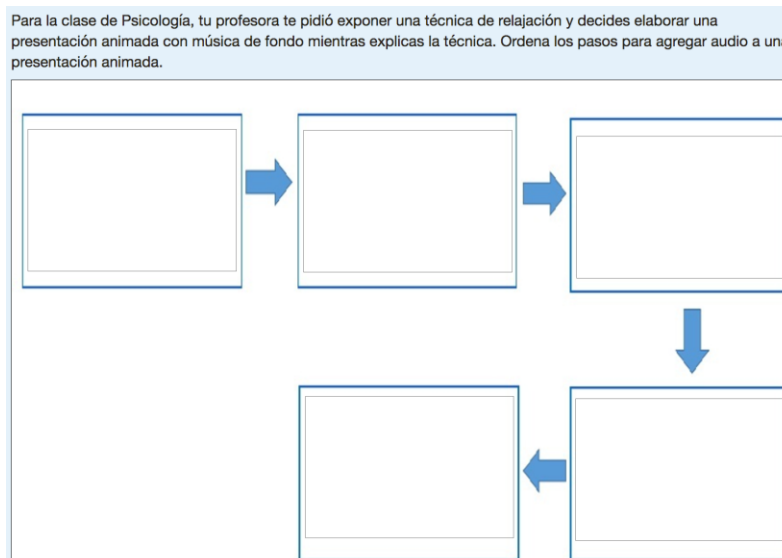 Para la clase de Psicología, tu profesora te pidió exponer una técnica de relajación y decides elaborar una
presentación animada con música de fondo mientras explicas la técnica. Ordena los pasos para agregar audio a un
presentación animada.